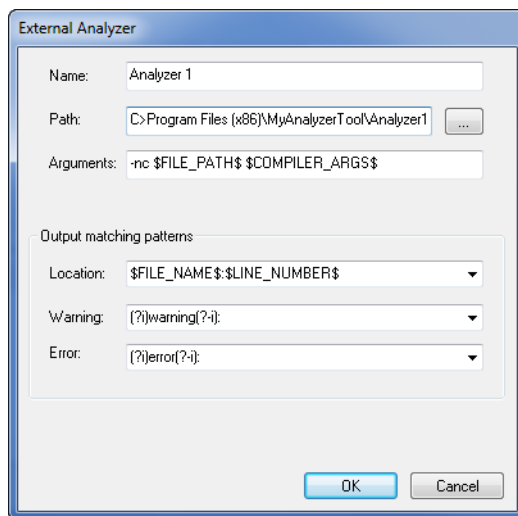 External Analyzer
Name: Analyzer 1
Path: C>Program Files (x86)\MyAnalyzerTool\Analyzer1 ...
Arguments: -nc $FILE_PATH$ $COMPILER_ARGS$
Output matching patterns
Location: $FILE_NAME$:$LINE_NUMBER$
Warning: (?i)warning(?-i):
Error: (?i)error(?-i):
OK Cancel